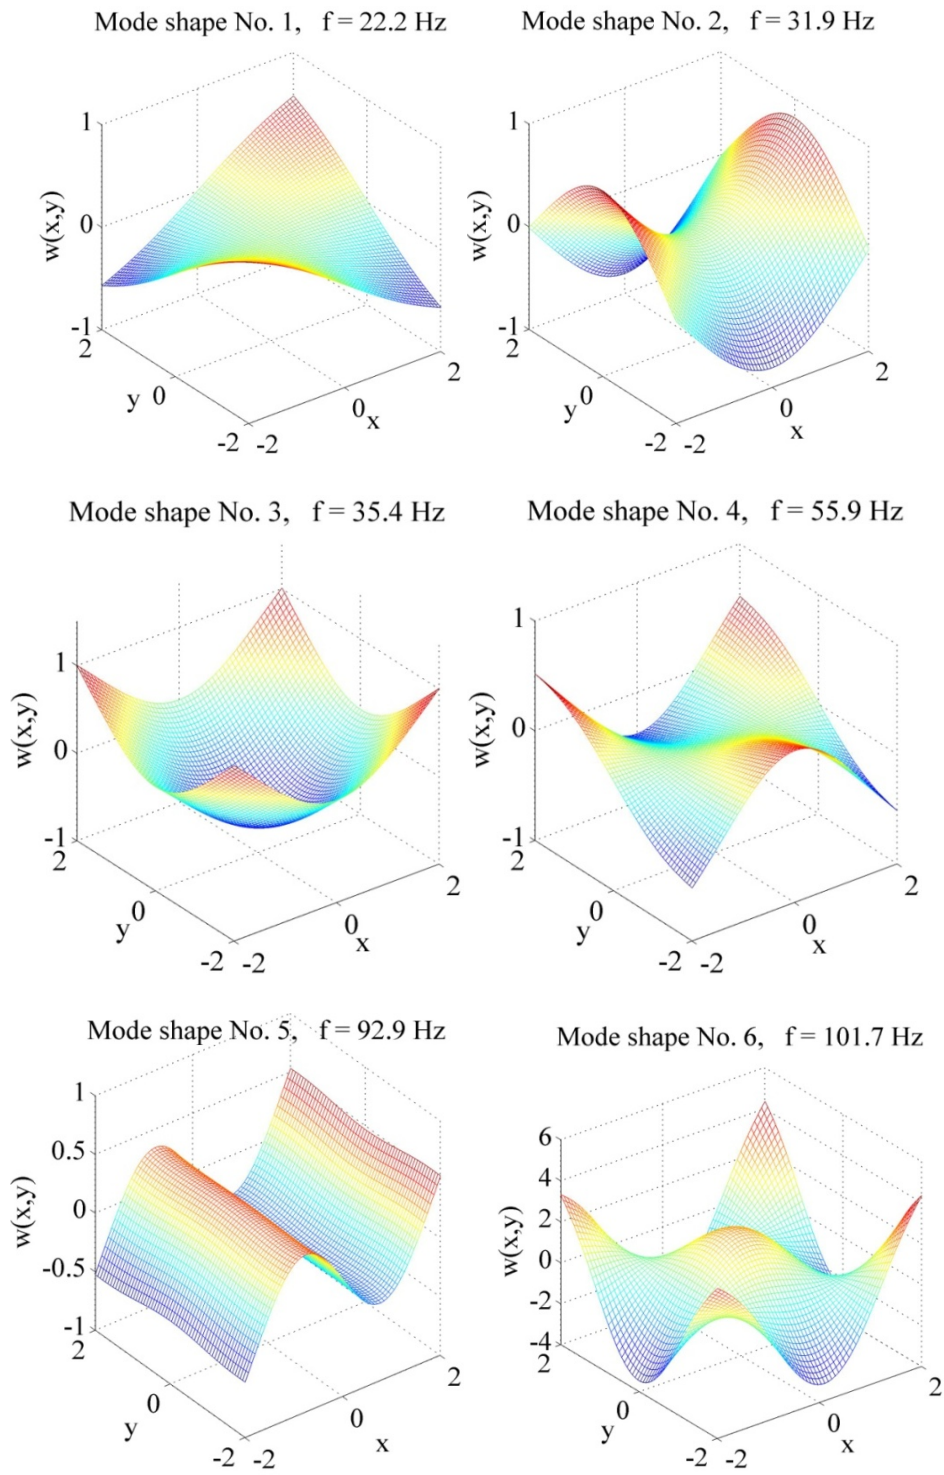 Mode shape No. 1, f = 22.2 Hz
1
0
-1
w(x,y)
2
y 0
-2 -2
0
x
2
Mode shape No. 2, f = 31.9 Hz
1
0
-1
w(x,y)
2
y 0
-2 -2
0
x
2
Mode shape No. 3, f = 35.4 Hz
1
0
-1
w(x,y)
2
y 0
-2 -2
0
x
2
Mode shape No. 4, f = 55.9 Hz
1
0
-1
w(x,y)
2
y 0
-2 -2
0
x
2
Mode shape No. 5, f = 92.9 Hz
1
0.5
0
-0.5
-1
w(x,y)
2
y 0
-2 -2
0
x
2
Mode shape No. 6, f = 101.7 Hz
6
4
2
0
-2
-4
w(x,y)
2
y 0
-2 -2
0
x
2